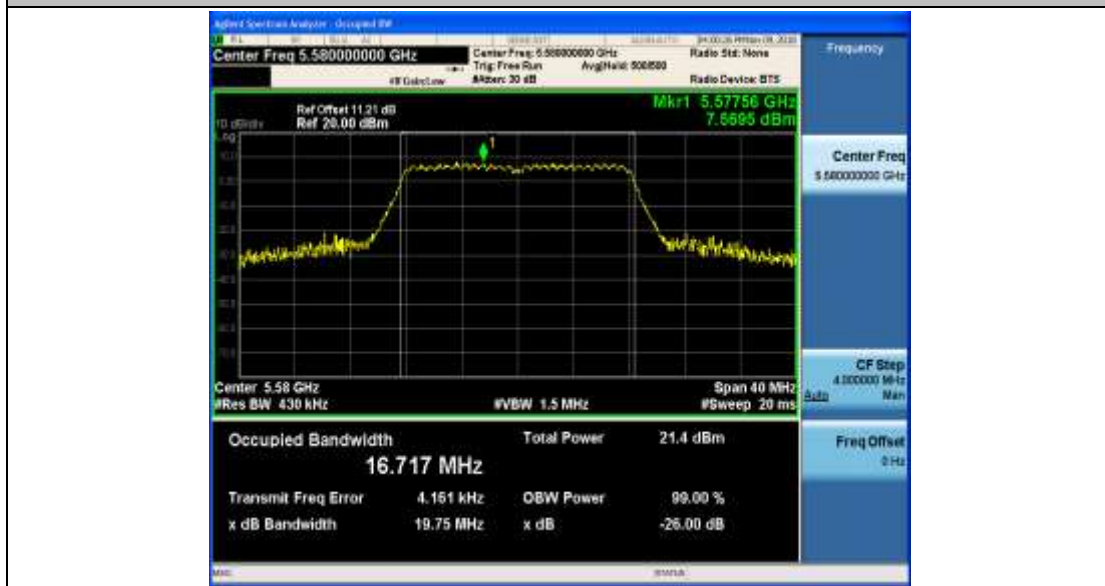 Agilent Spectrum Analyzer - Occupied BW
Center Freq 5.580000000 GHz
Center Freq: 5.580000000 GHz
Radio Std: None
Trig: Free Run Avg|Hold: 500/500
#IFGain:Low #Atten: 30 dB
Radio Device: BTS
Frequency
Ref Offset 11.21 dB
Ref 20.00 dBm
10 dB/div
Log
Mkr1 5.57756 GHz
7.5595 dBm
1
Center Freq
5.580000000 GHz
Center 5.58 GHz
Span 40 MHz
#Res BW 430 kHz
#VBW 1.5 MHz
#Sweep 20 ms
CF Step
4.000000 MHz
Auto Man
Occupied Bandwidth
16.717 MHz
Total Power 21.4 dBm
Freq Offset
0 Hz
Transmit Freq Error 4.161 kHz
OBW Power 99.00 %
x dB Bandwidth 19.75 MHz
x dB -26.00 dB
MSG
STATUS